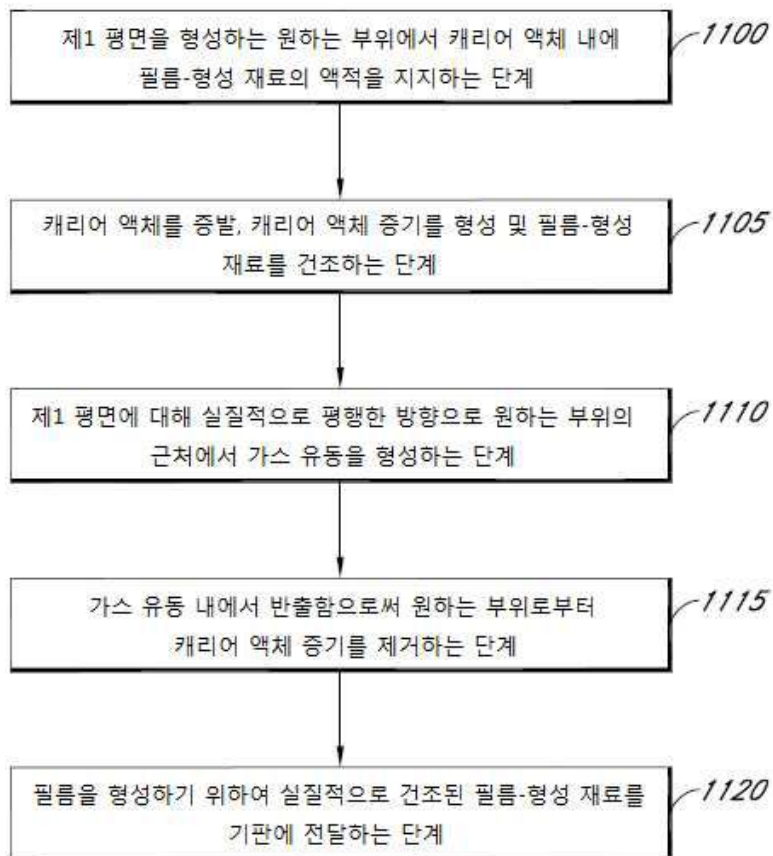 제1 평면을 형성하는 원하는 부위에서 캐리어 액체 내에
필름-형성 재료의 액적을 지지하는 단계
1100
캐리어 액체를 증발, 캐리어 액체 증기를 형성 및 필름-형성
재료를 건조하는 단계
1105
제1 평면에 대해 실질적으로 평행한 방향으로 원하는 부위의
근처에서 가스 유동을 형성하는 단계
1110
가스 유동 내에서 반출함으로써 원하는 부위로부터
캐리어 액체 증기를 제거하는 단계
1115
필름을 형성하기 위하여 실질적으로 건조된 필름-형성 재료를
기판에 전달하는 단계
1120